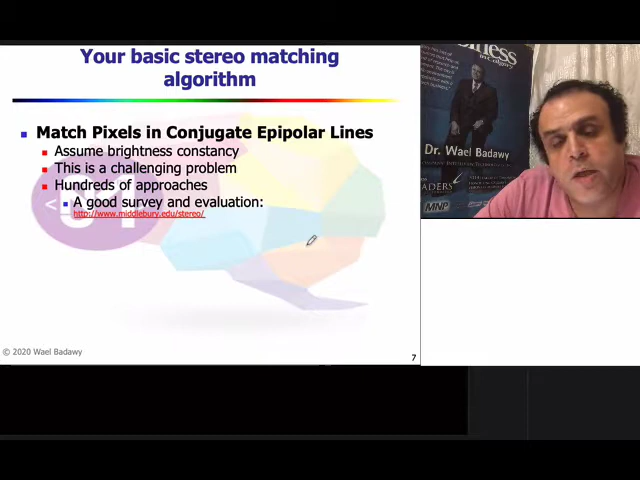 Your basic stereo matching
algorithm
Match Pixels in Conjugate Epipolar Lines
Assume brightness constancy
This is a challenging problem
Hundreds of approaches
A good survey and evaluation:
http://www.middlebury.edu/stereo/
© 2020 Wael Badawy
7
in Calgary
Dr. Wael Badawy
MNP